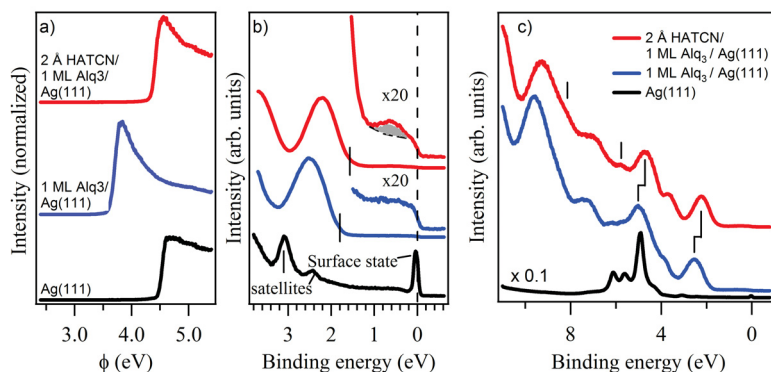 a)
2 Å HATCN/
1 ML Alq3/
Ag(111)
1 ML Alq3/
Ag(111)
Ag(111)
Intensity (normalized)
3.0 4.0 5.0
ϕ (eV)
b)
x20
x20
Surface state
satellites
Intensity (arb. units)
3 2 1 0
Binding energy (eV)
c)
2 Å HATCN/
1 ML Alq3 / Ag(111)
1 ML Alq3 / Ag(111)
Ag(111)
x 0.1
Intensity (arb. units)
8 4 0
Binding energy (eV)